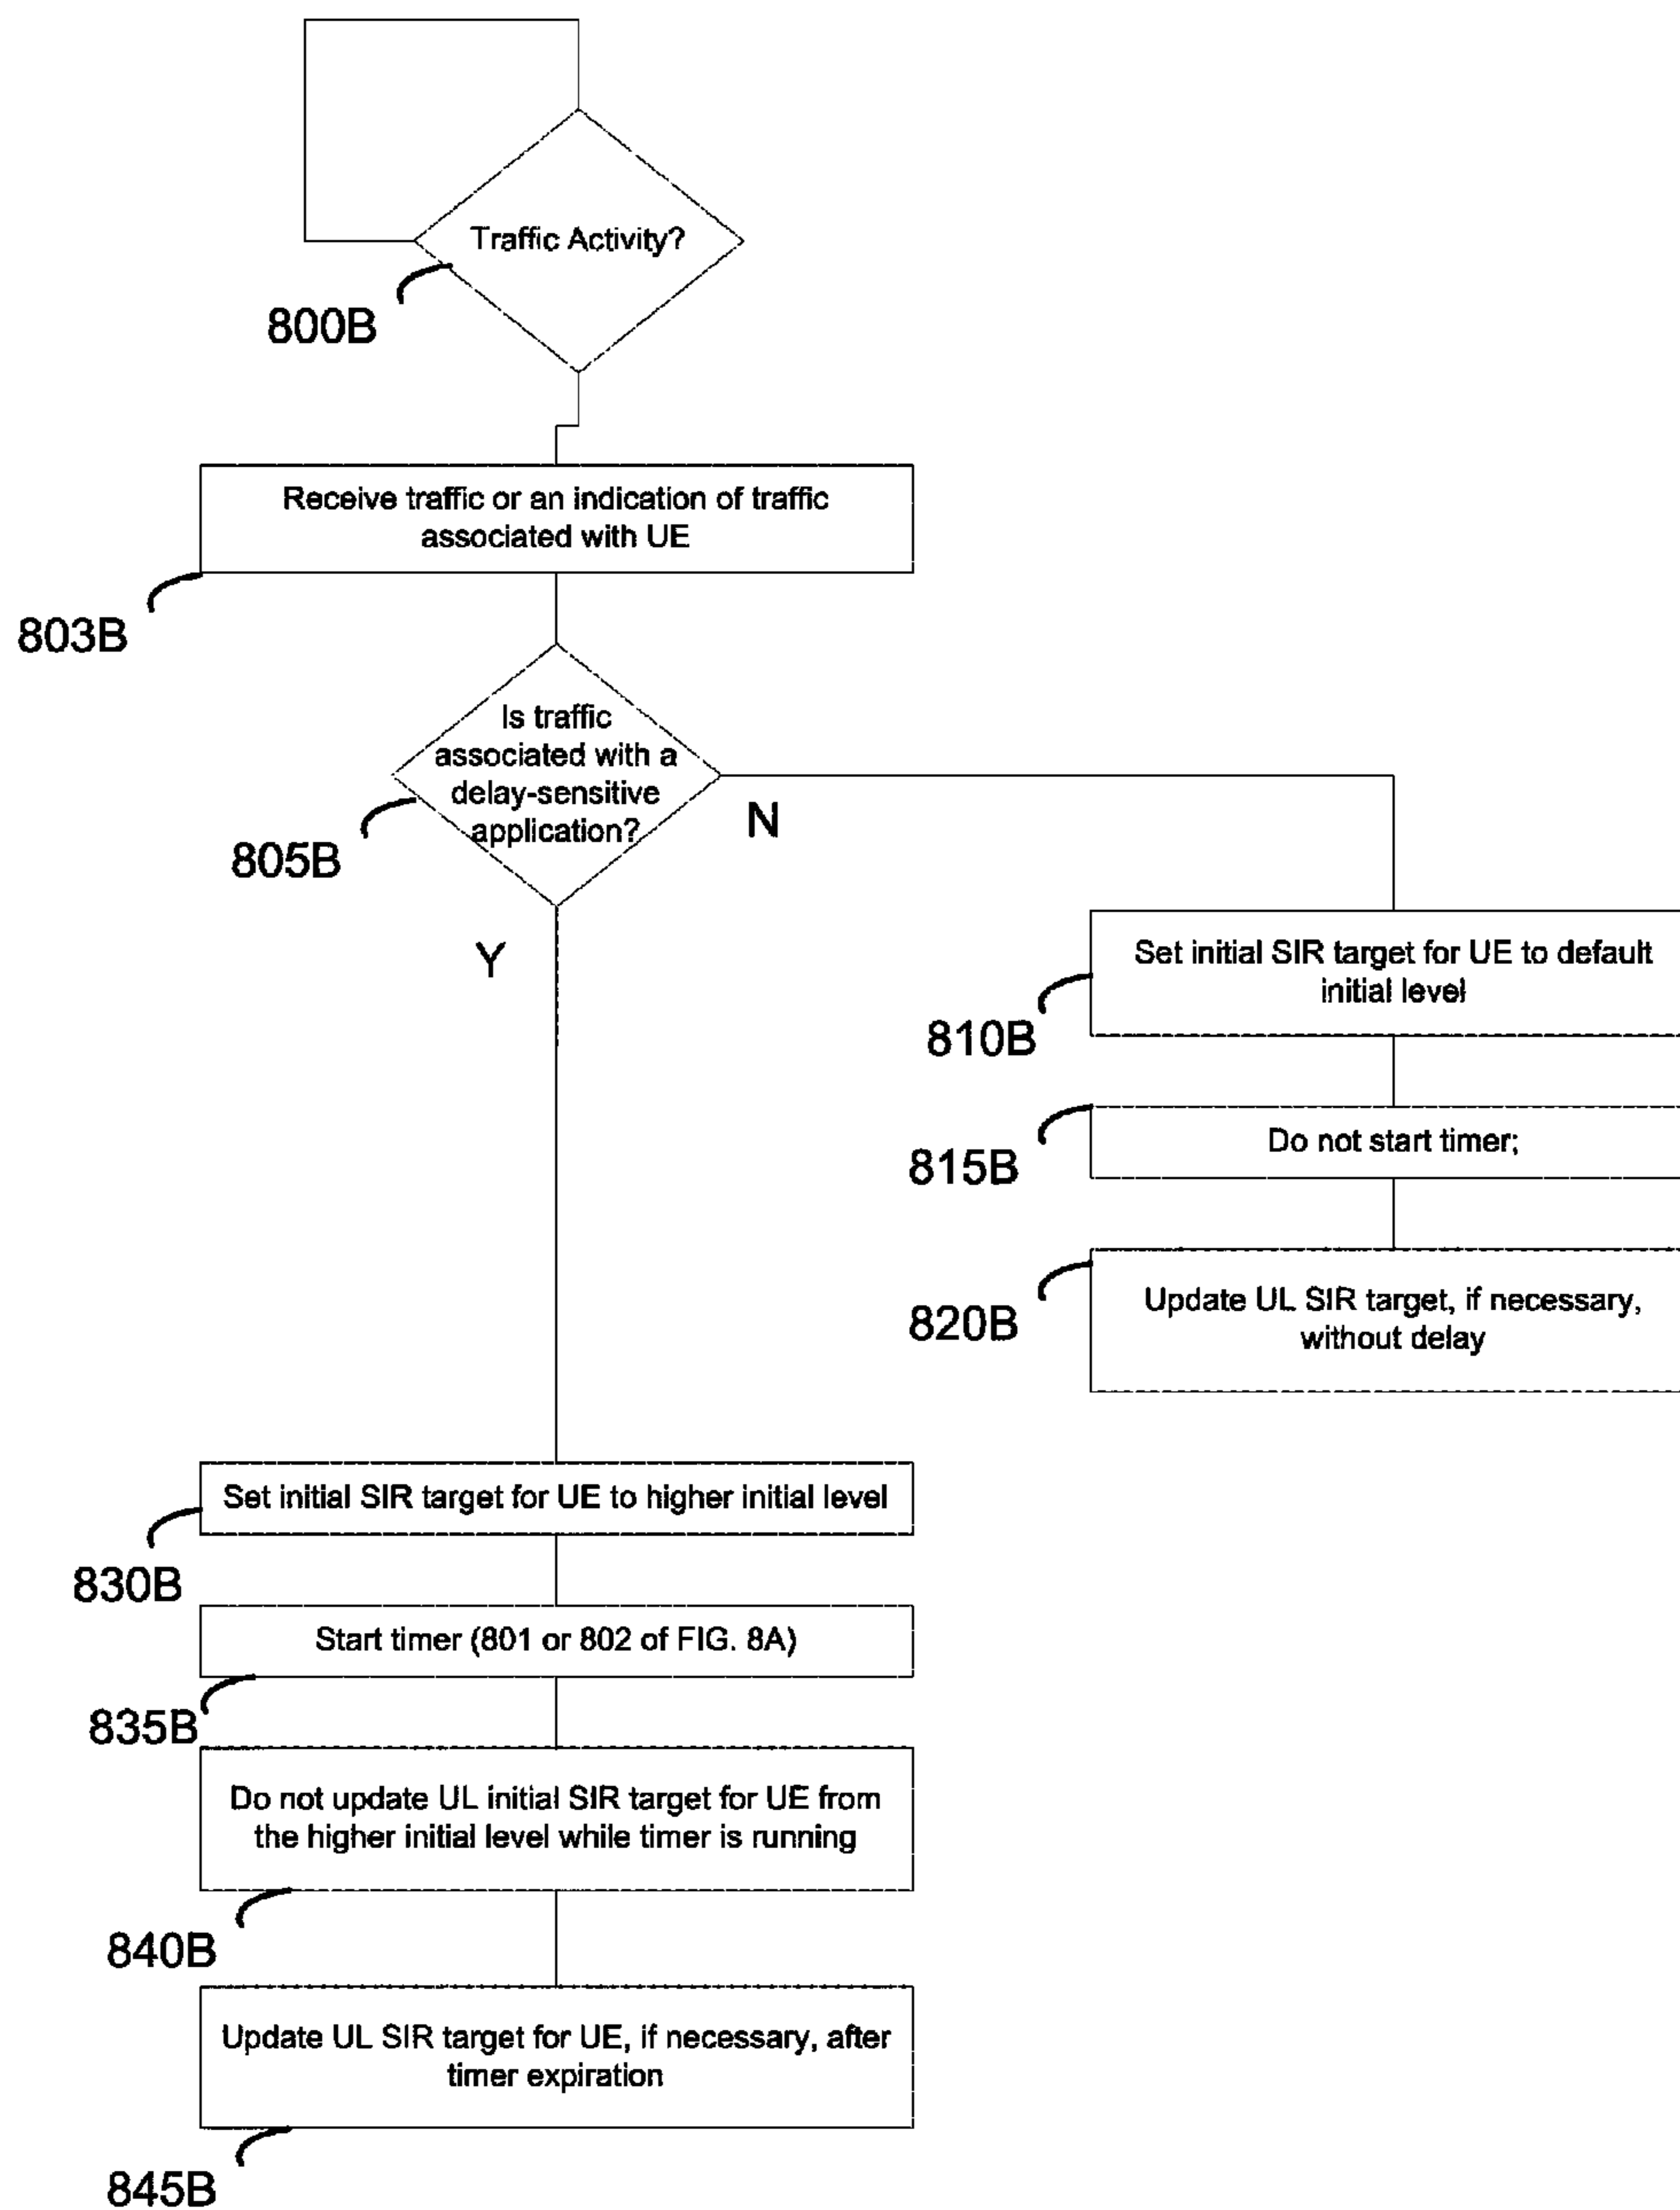 Traffic Activity?
800B
Receive traffic or an indication of traffic
associated with UE
803B
Is traffic
associated with a
delay-sensitive
application?
805B
N
Y
Set initial SIR target for UE to default
initial level
810B
Do not start timer;
815B
Update UL SIR target, if necessary,
without delay
820B
Set initial SIR target for UE to higher initial level
830B
Start timer (801 or 802 of FIG. 8A)
835B
Do not update UL initial SIR target for UE from
the higher initial level while timer is running
840B
Update UL SIR target for UE, if necessary, after
timer expiration
845B